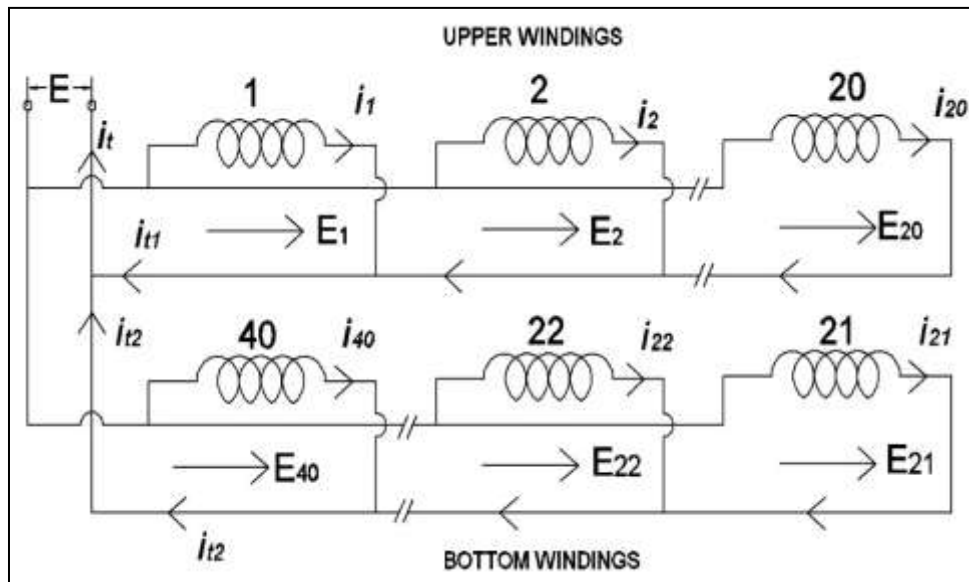 UPPER WINDINGS
E
1 i1 2 i2 20 i20
it
E1 E2 E20
it1
it2 40 i40 22 i22 21 i21
E40 E22 E21
it2
BOTTOM WINDINGS